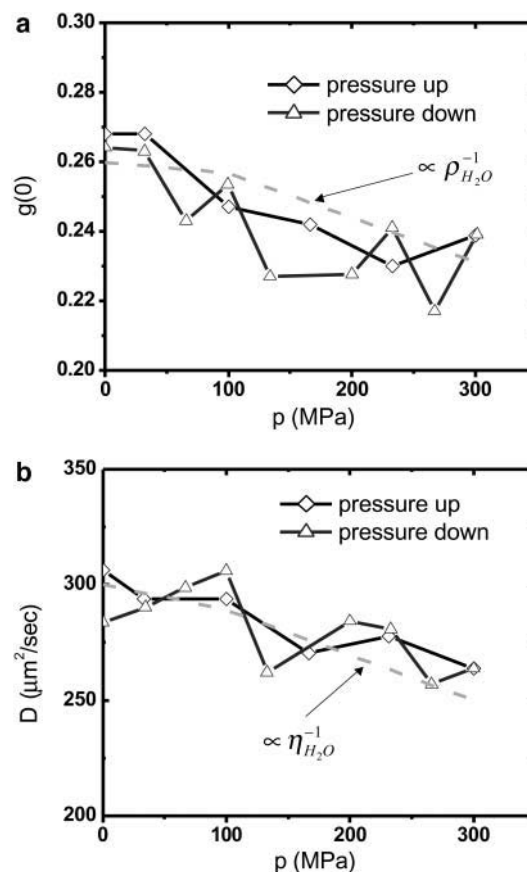 a
0.30
0.28
0.26
0.24
0.22
0.20
g(0)
pressure up
pressure down
∝ ρ_{H_2O}^{-1}
0 100 200 300
p (MPa)
b
350
300
250
200
D (μm²/sec)
pressure up
pressure down
∝ η_{H_2O}^{-1}
0 100 200 300
p (MPa)